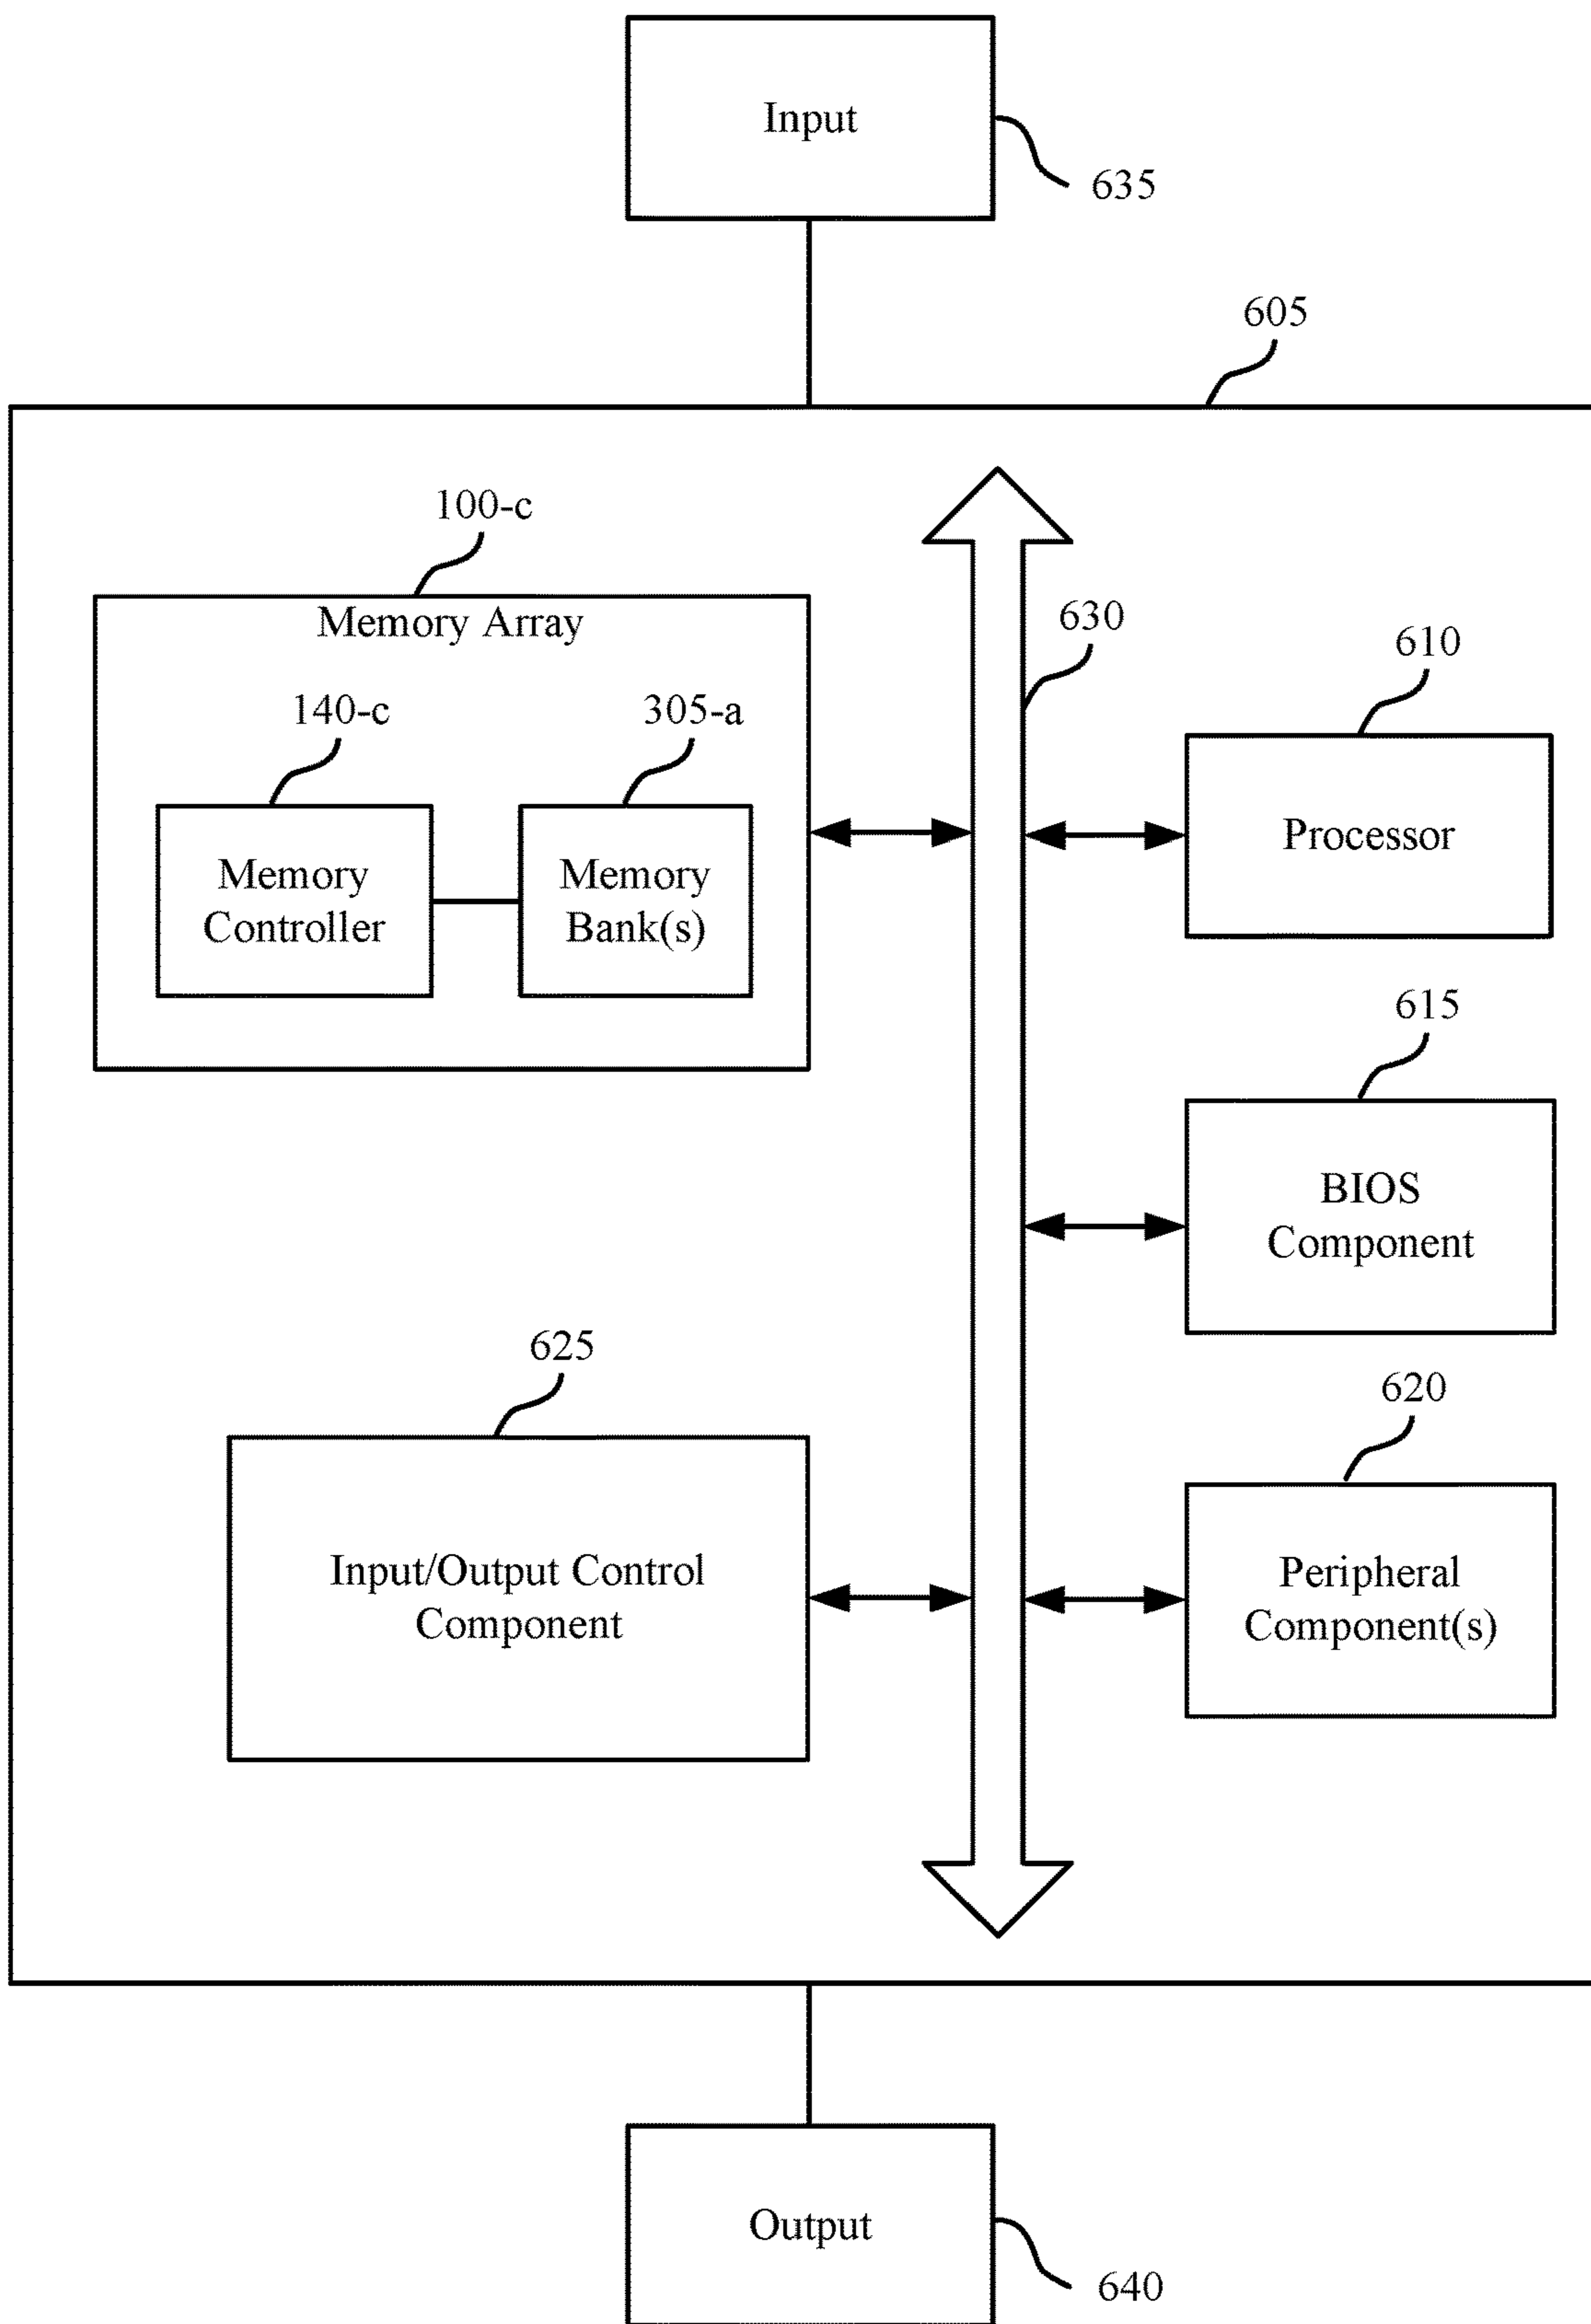 Input
635
605
100-c
Memory Array
630
610
140-c
305-a
Processor
Memory
Controller
Memory
Bank(s)
615
BIOS
Component
625
620
Input/Output Control
Component
Peripheral
Component(s)
Output
640